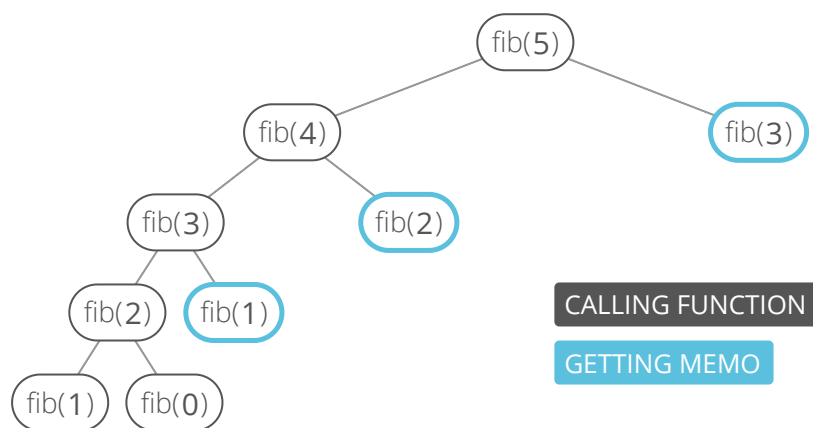 fib(5)
fib(4)
fib(3)
fib(3)
fib(2)
fib(2)
fib(1)
CALLING FUNCTION
GETTING MEMO
fib(1)
fib(0)